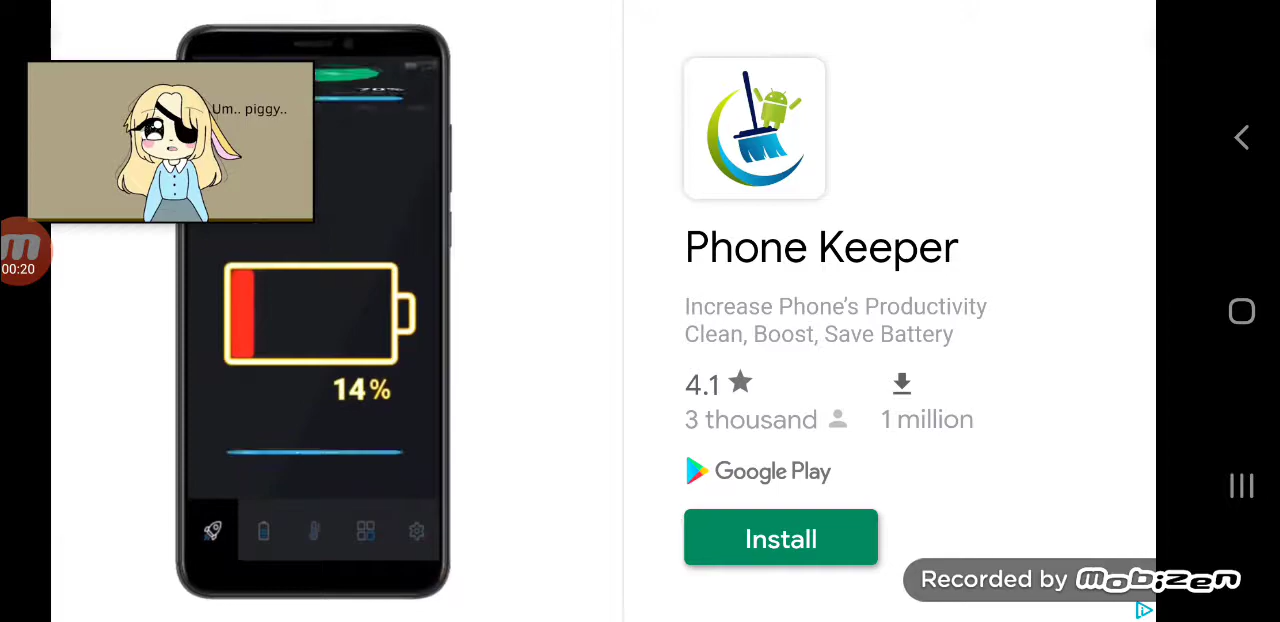 70%
Um.. piggy..
00:20
14%
Phone Keeper
Increase Phone’s Productivity
Clean, Boost, Save Battery
4.1
3 thousand
1 million
Google Play
Install
Recorded by mobizen